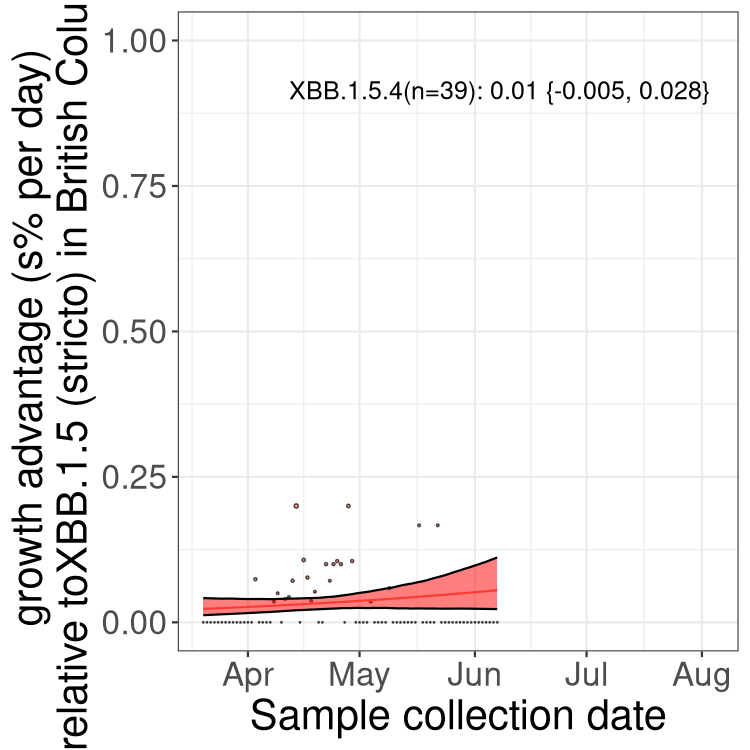 growth advantage (s% per day)
relative toXBB.1.5 (stricto) in British Colu
1.00
0.75
0.50
0.25
0.00
XBB.1.5.4(n=39): 0.01 {-0.005, 0.028}
Apr May Jun Jul Aug
Sample collection date